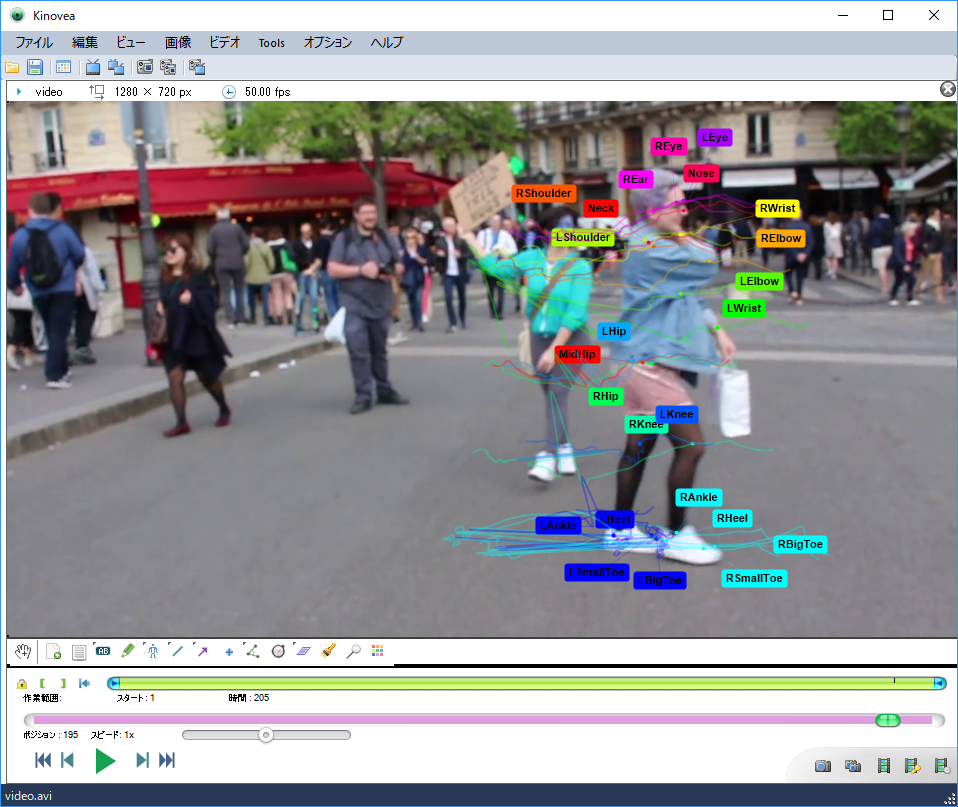 Kinovea
ファイル 編集 ビュー 画像 ビデオ Tools オプション ヘルプ
video 1280 × 720 px 50.00 fps
LEye
REye
Nose
REar
RShoulder
Neck
RWrist
LShoulder
RElbow
LElbow
LWrist
LHip
MidHip
RHip
LKnee
RKnee
RAnkle
RHeel
LHeel
LAnkle
RBigToe
LSmallToe
LBigToe
RSmallToe
AB
作業範囲: スタート : 1 時間 : 205
ポジション : 195 スピード : 1x
video.avi